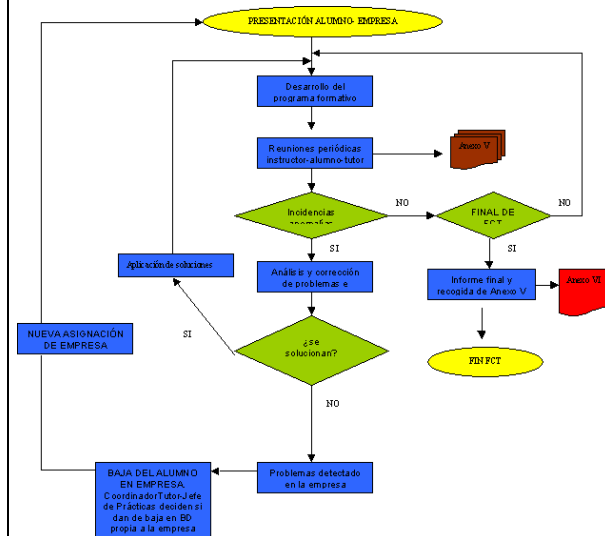 PRESENTACIÓN ALUMNO- EMPRESA
Desarrollo del
programa formativo
Reuniones periódicas
instructor-alumno-tutor
Anexo V
Incidencias
anomalías
NO
FINAL DE
FCT
NO
SI
SI
Aplicación de soluciones
Análisis y corrección
de problemas e
Informe final y
recogida de Anexo V
Anexo VI
NUEVA ASIGNACIÓN
DE EMPRESA
SI
¿se
solucionan?
FIN FCT
NO
BAJA DEL ALUMNO
EN EMPRESA.
CoordinadorTutor-Jefe
de Prácticas deciden si
dan de baja en BD
propia a la empresa
Problemas detectado
en la empresa